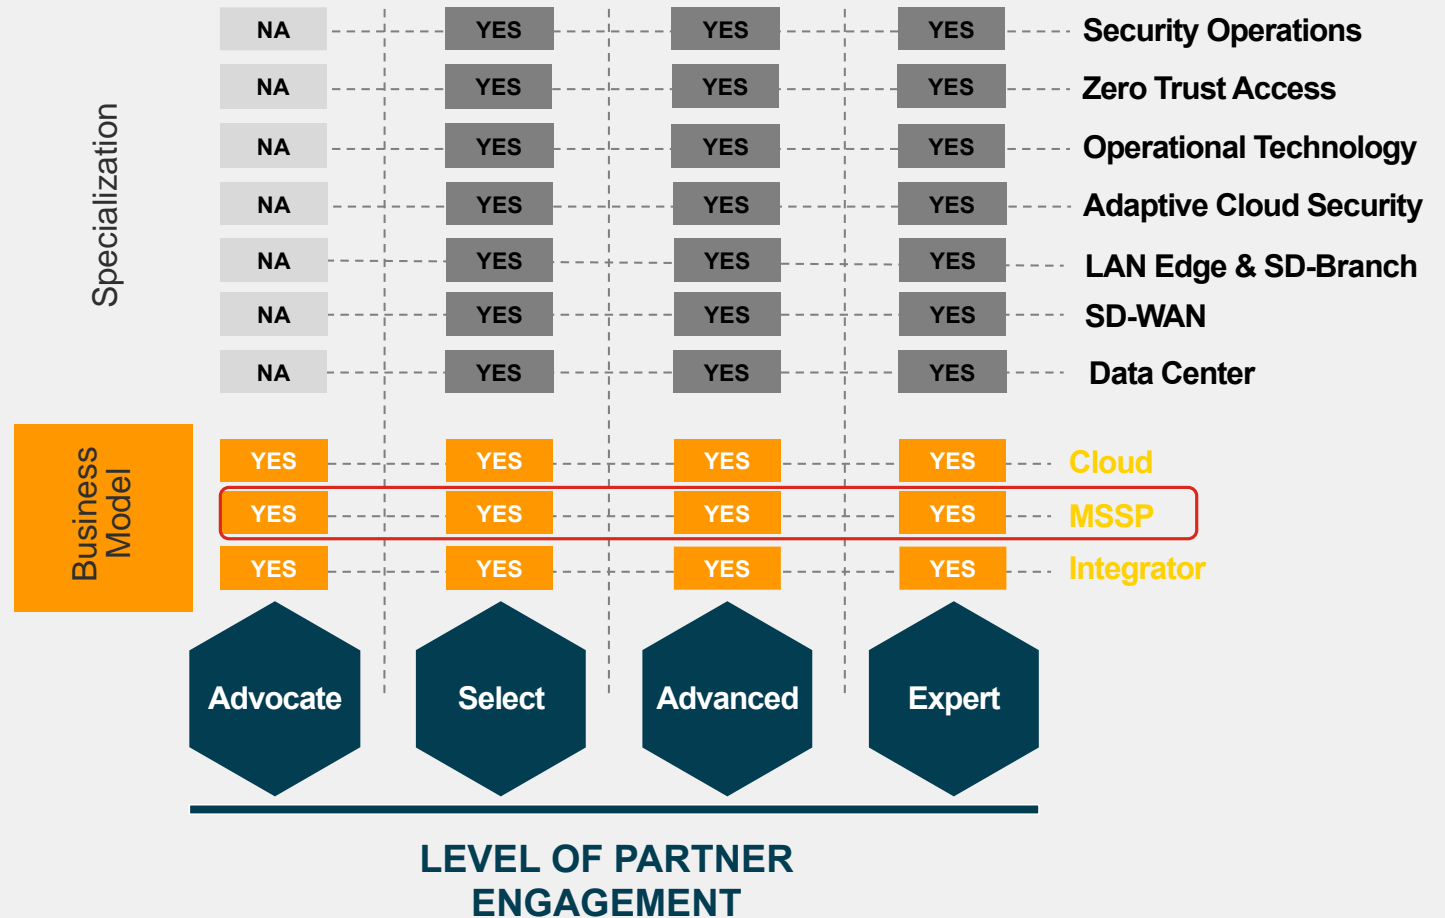 NA YES YES YES Security Operations
NA YES YES YES Zero Trust Access
NA YES YES YES Operational Technology
NA YES YES YES Adaptive Cloud Security
NA YES YES YES LAN Edge & SD-Branch
NA YES YES YES SD-WAN
NA YES YES YES Data Center
Specialization
YES YES YES YES Cloud
YES YES YES YES MSSP
YES YES YES YES Integrator
Business
Model
Advocate Select Advanced Expert
LEVEL OF PARTNER
ENGAGEMENT